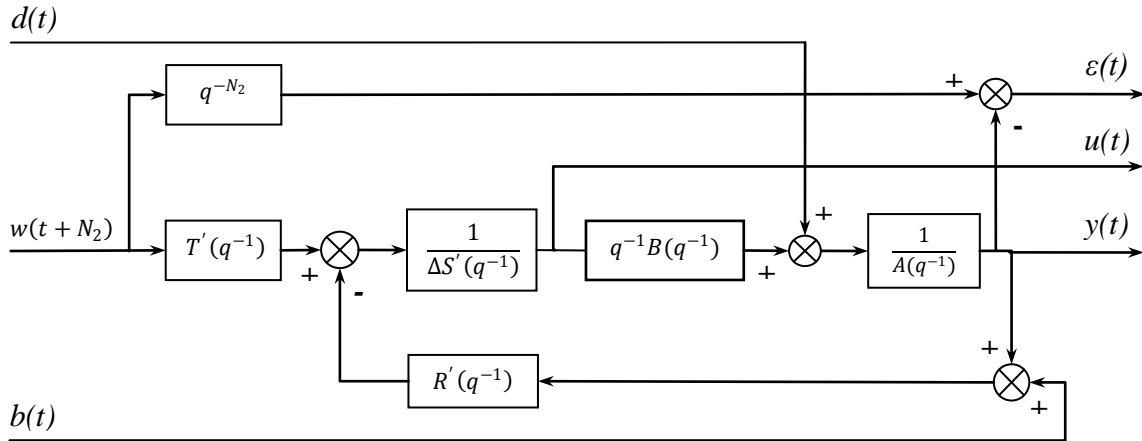 d(t)
ε(t)
+
q^{-N_2}
-
u(t)
w(t + N_2)
T′(q^{-1})
+
-
1
ΔS′(q^{-1})
q^{-1}B(q^{-1})
+
+
1
A(q^{-1})
y(t)
R′(q^{-1})
+
+
b(t)